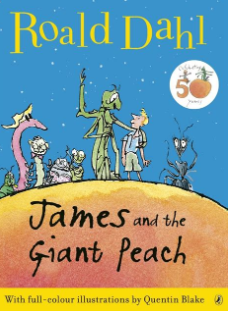 Roald Dahl
50
James and the
Giant Peach
With full-colour illustrations by Quentin Blake